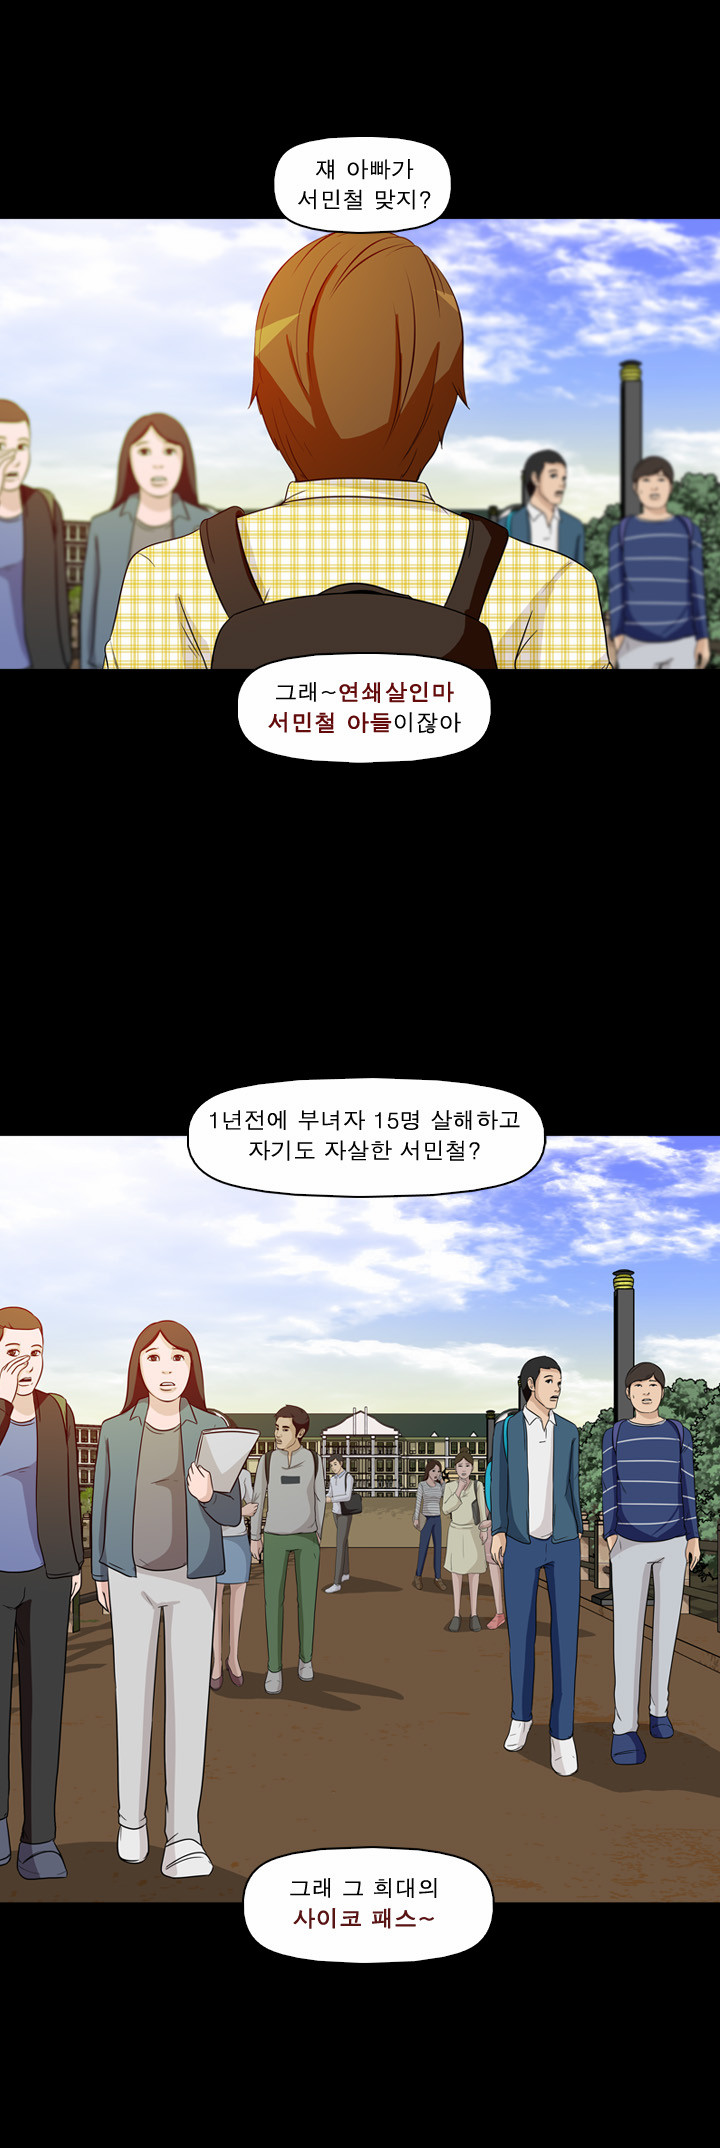 쟤 아빠가
서민철 맞지?
그래~연쇄살인마
서민철 아들이잖아
1년전에 부녀자 15명 살해하고
자기도 자살한 서민철?
그래 그 희대의
사이코 패스~